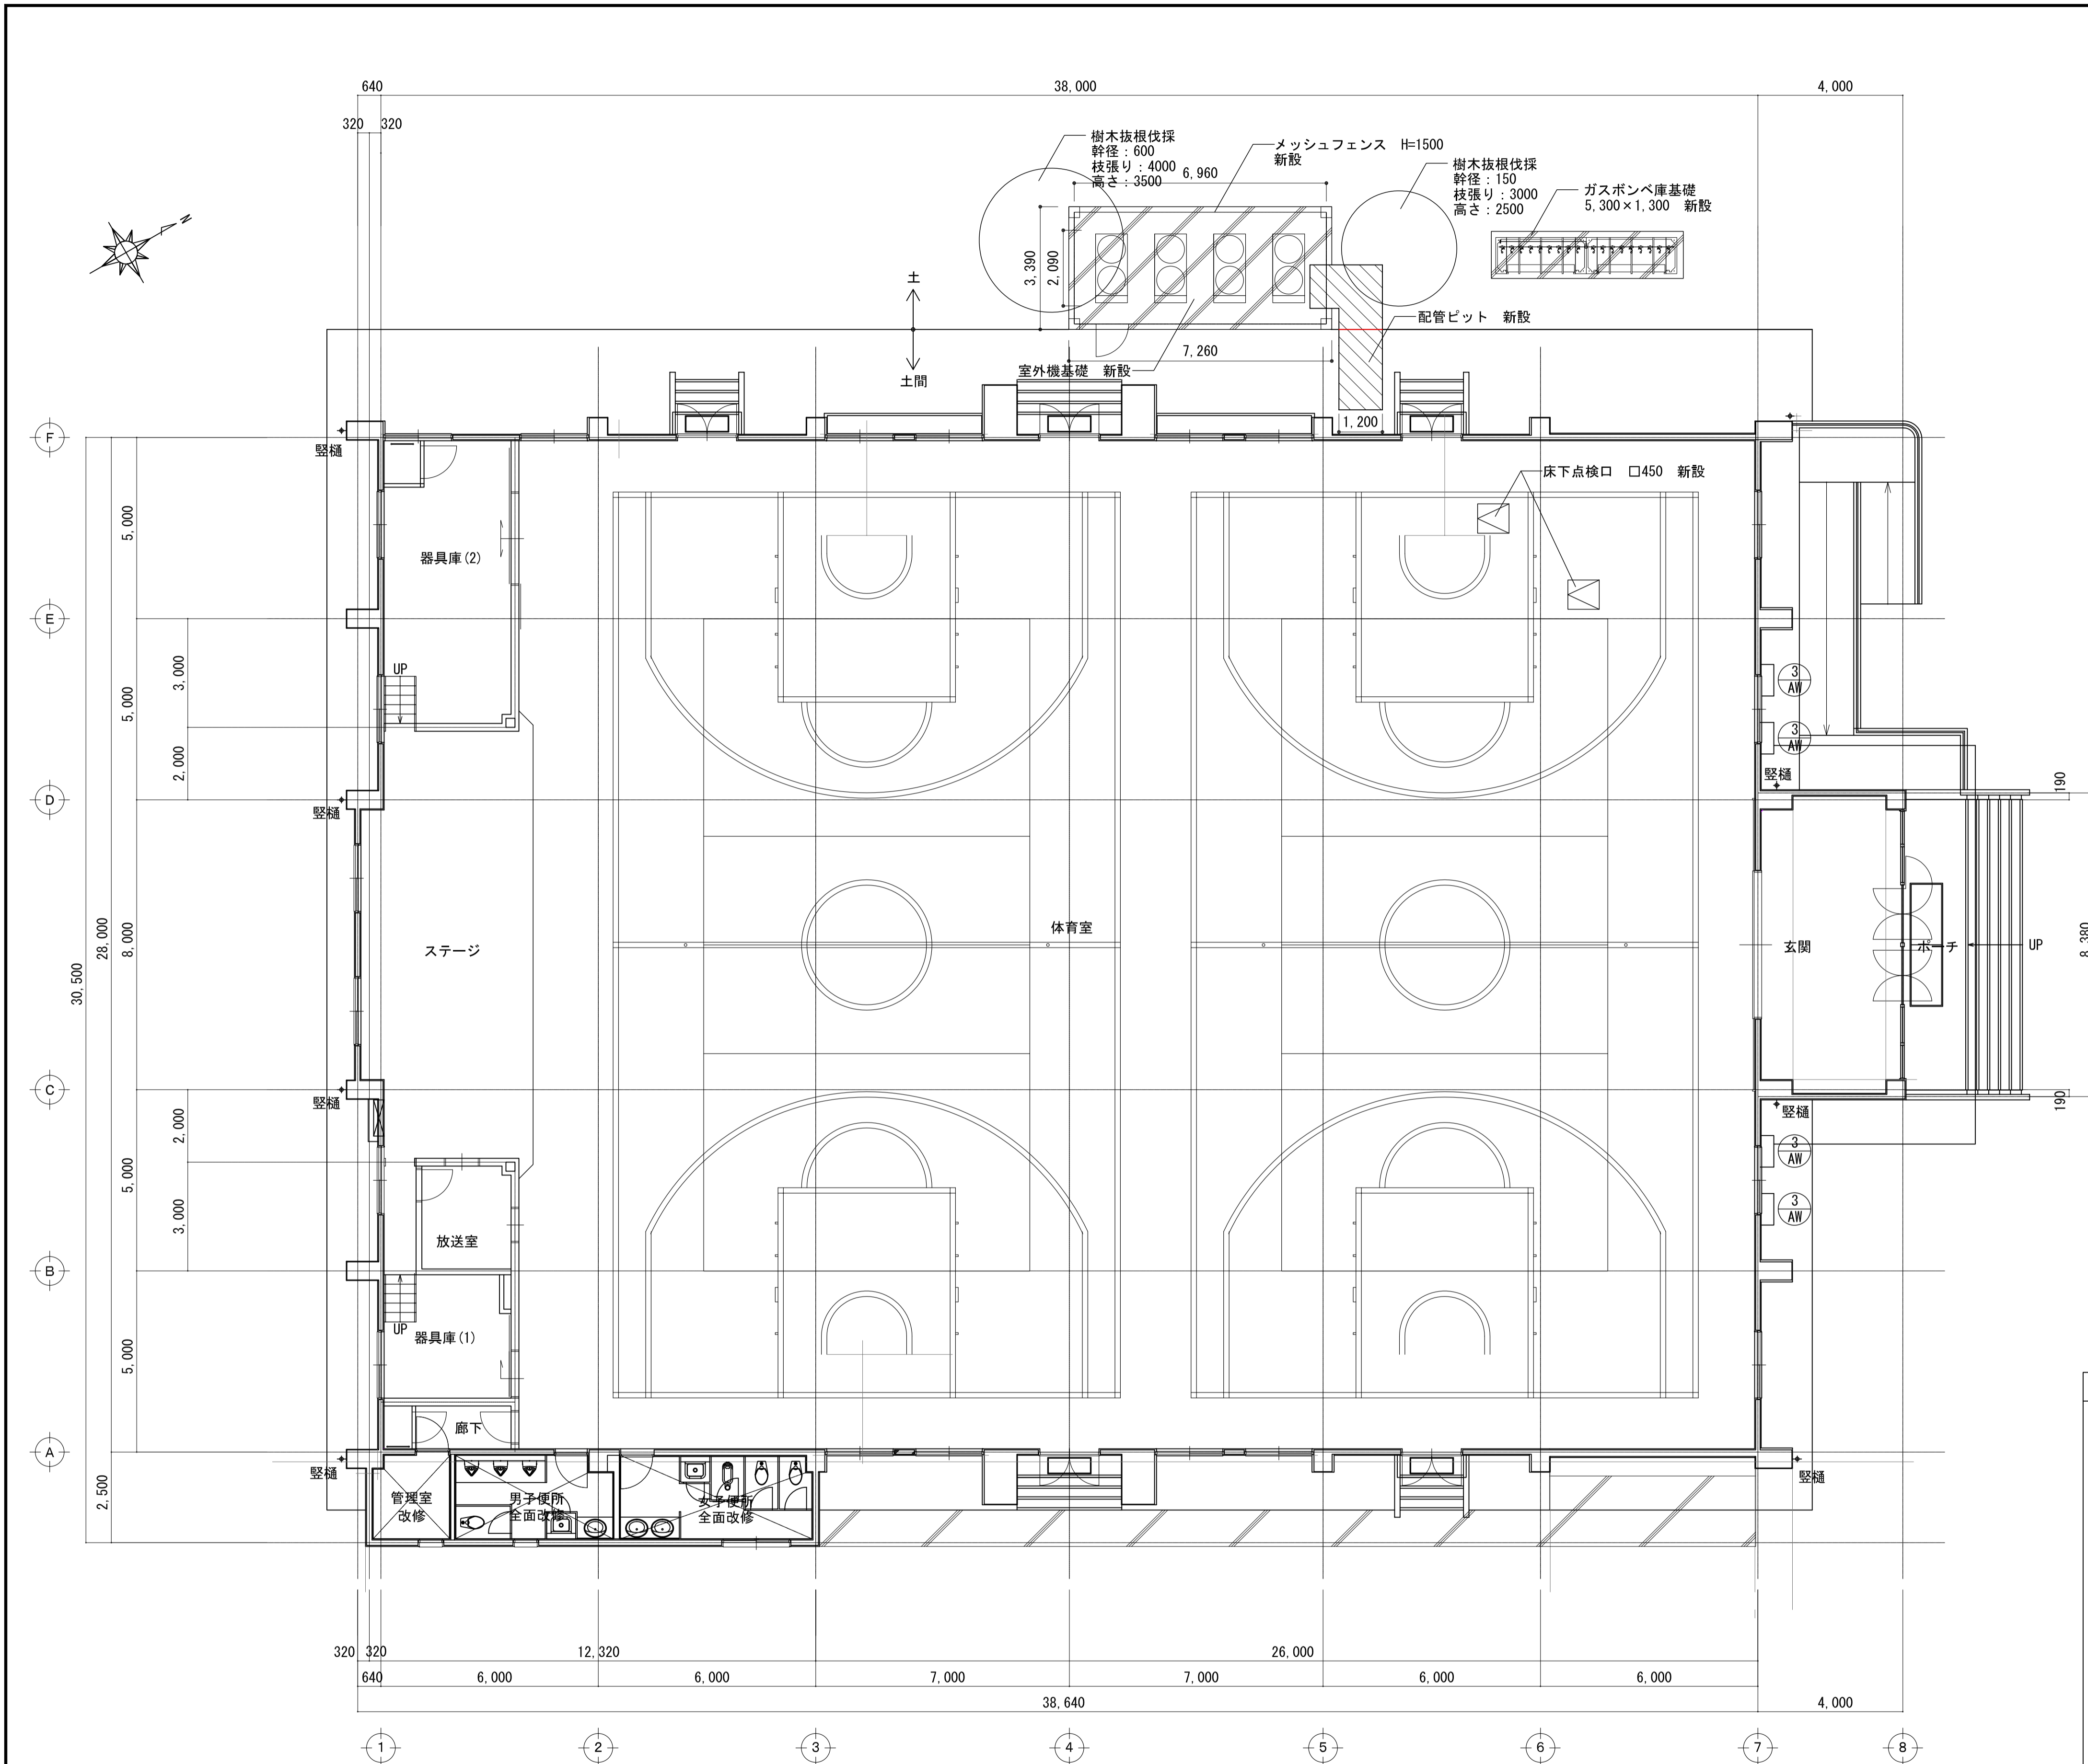 640
38,000
4,000
320
320
樹木抜根伐採
幹径：600
枝張り：4000
高さ：3500
メッシュフェンス　H=1500
新設
6,960
樹木抜根伐採
幹径：150
枝張り：3000
高さ：2500
ガスボンベ庫基礎
5,300×1,300　新設
N
3,390
2,090
土
土間
配管ピット　新設
7,260
室外機基礎　新設
1,200
F
竪樋
床下点検口　□450　新設
5,000
器具庫(2)
E
3,000
UP
5,000
2,000
3
AW
3
AW
竪樋
190
D
竪樋
30,500
28,000
8,000
ステージ
体育室
玄関
ポーチ
UP
8,380
C
竪樋
190
竪樋
2,000
5,000
3,000
3
AW
3
AW
放送室
B
UP
器具庫(1)
5,000
廊下
A
竪樋
竪樋
2,500
管理室
改修
男子便所
全面改修
女子便所
全面改修
320
320
12,320
26,000
640
6,000
6,000
7,000
7,000
6,000
6,000
38,640
4,000
1
2
3
4
5
6
7
8